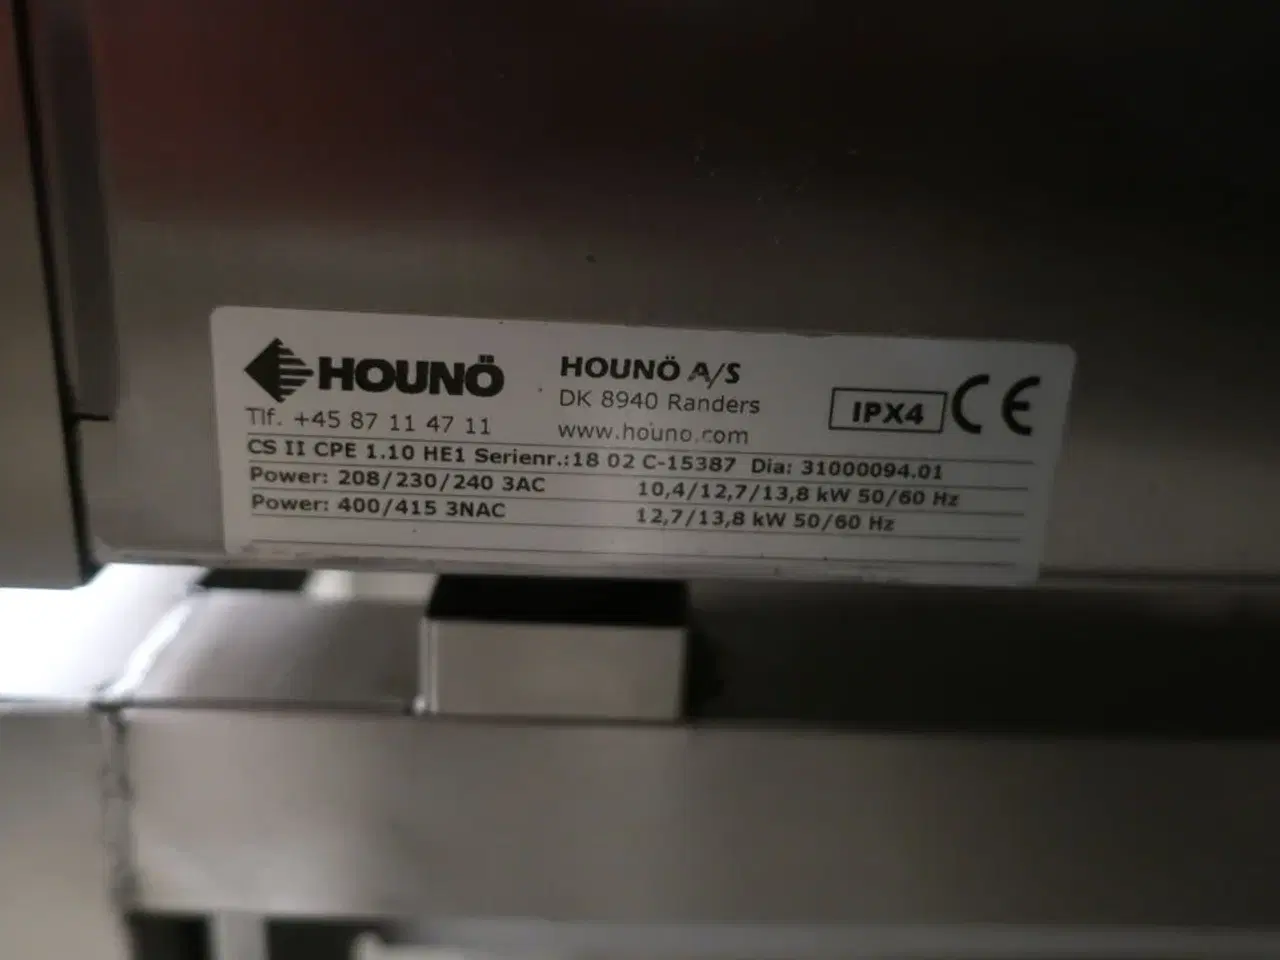 HOUNÖ
Tlf. +45 87 11 47 11
HOUNÖ A/S
DK 8940 Randers
www.houno.com
IPX4 CE
CS II CPE 1.10 HE1 Serienr.:18 02 C-15387 Dia: 31000094.01
Power: 208/230/240 3AC 10,4/12,7/13,8 kW 50/60 Hz
Power: 400/415 3NAC 12,7/13,8 kW 50/60 Hz